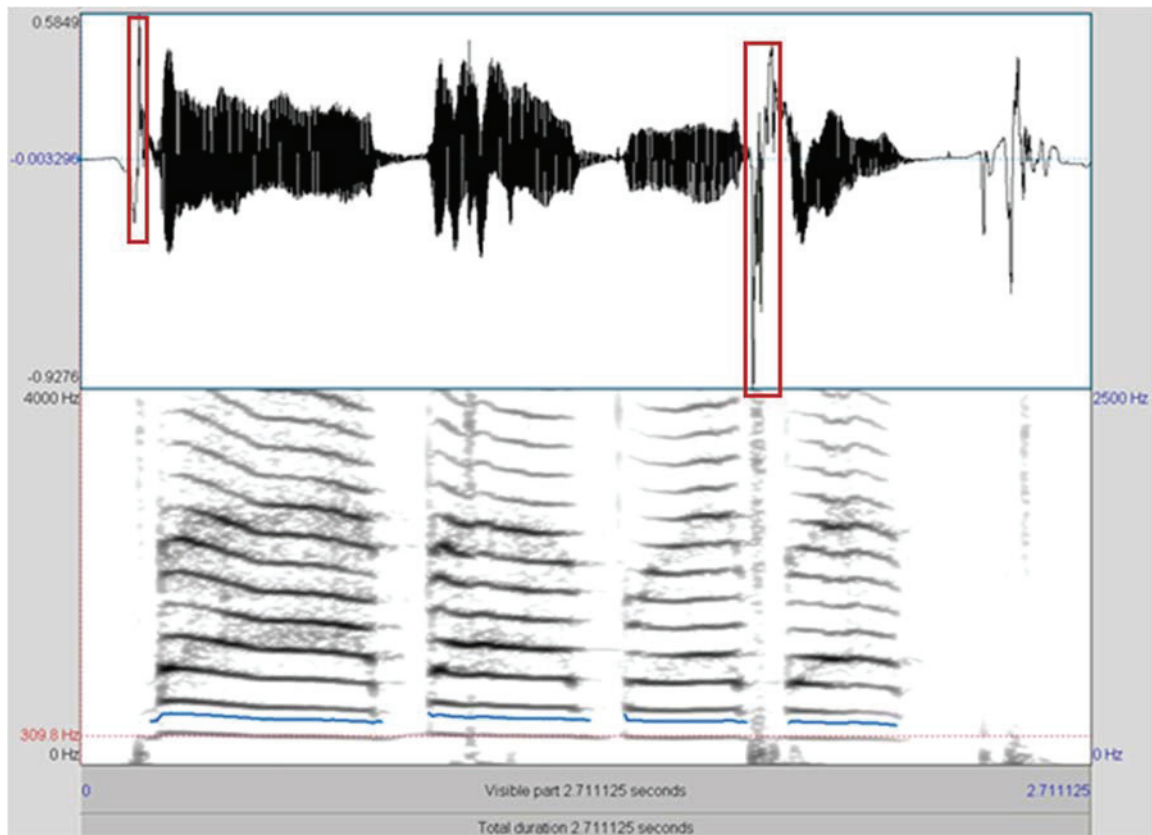 0.5849
-0.003296
-0.9276
4000 Hz
2500 Hz
309.8 Hz
0 Hz
0 Hz
0
Visible part 2.711125 seconds
2.711125
Total duration 2.711125 seconds